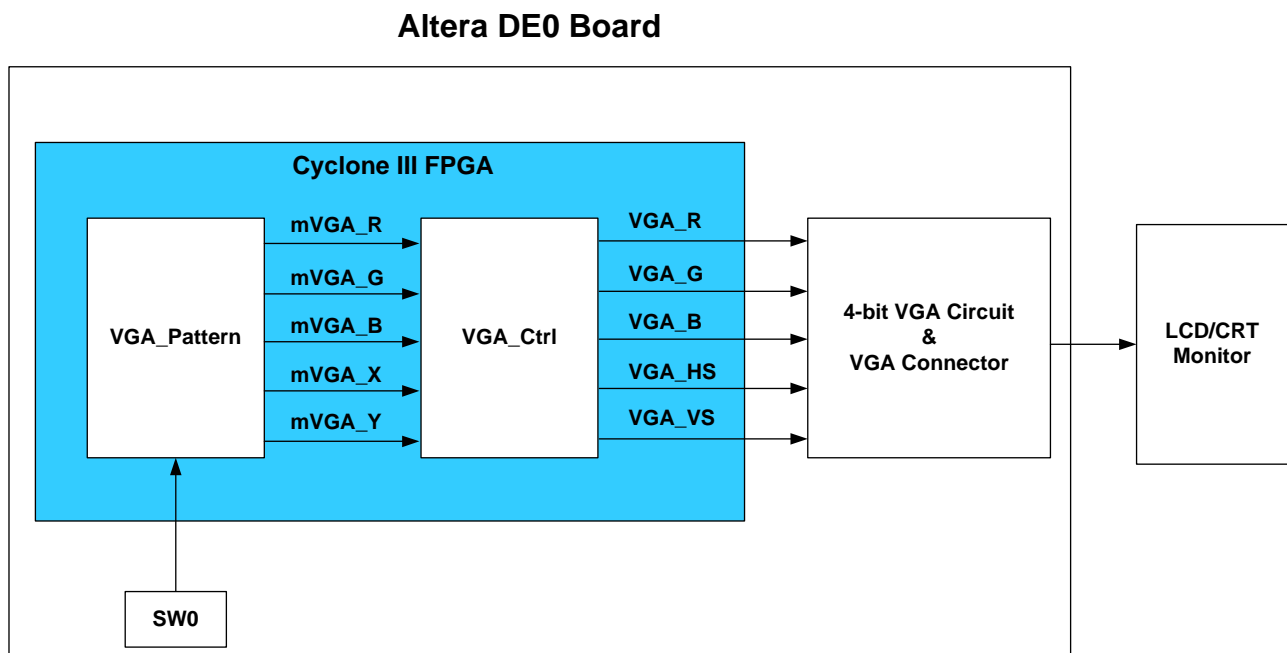 Altera DE0 Board
Cyclone III FPGA
VGA_Pattern
mVGA_R
mVGA_G
mVGA_B
mVGA_X
mVGA_Y
VGA_Ctrl
VGA_R
VGA_G
VGA_B
VGA_HS
VGA_VS
4-bit VGA Circuit
&
VGA Connector
LCD/CRT
Monitor
SW0